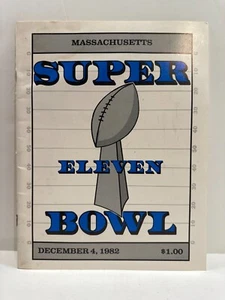 MASSACHUSETTS
SUPER
ELEVEN
BOWL
DECEMBER 4, 1982 $1.00